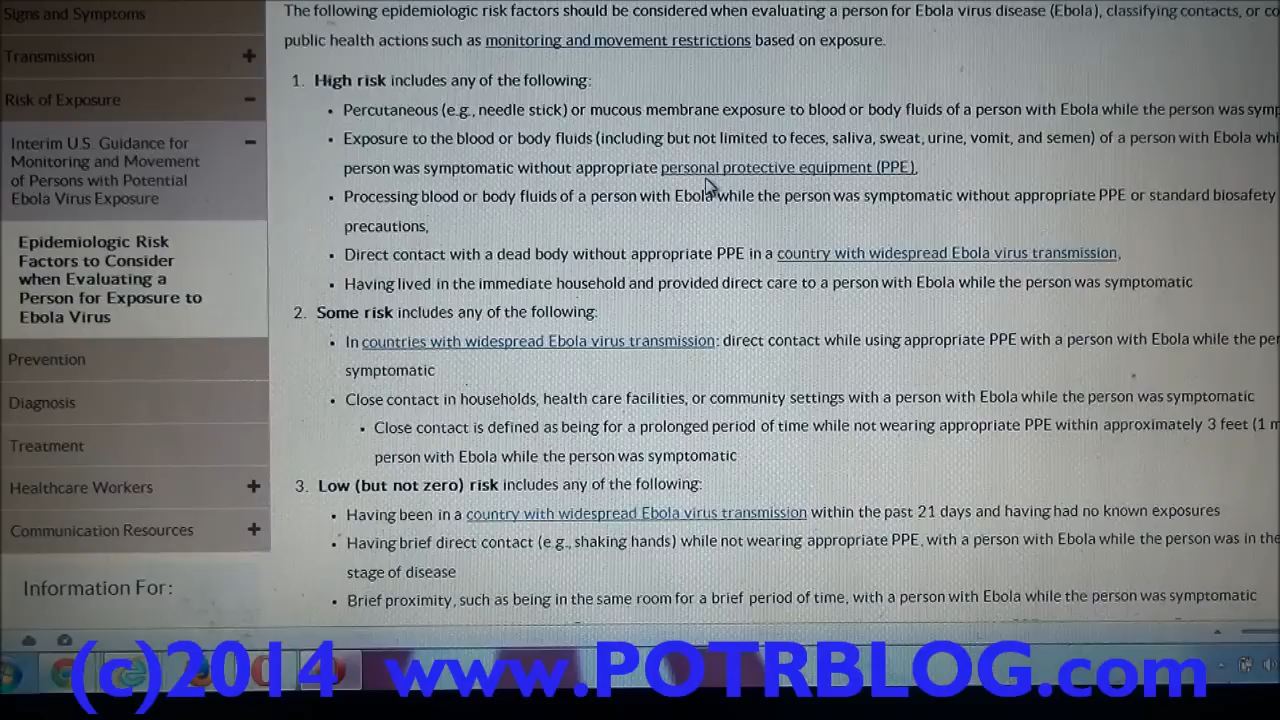 Signs and Symptoms
Transmission
Risk of Exposure
Interim U.S. Guidance for
Monitoring and Movement
of Persons with Potential
Ebola Virus Exposure
Epidemiologic Risk
Factors to Consider
when Evaluating a
Person for Exposure to
Ebola Virus
Prevention
Diagnosis
Treatment
Healthcare Workers
Communication Resources
Information For:
The following epidemiologic risk factors should be considered when evaluating a person for Ebola virus disease (Ebola), classifying contacts, or
public health actions such as monitoring and movement restrictions based on exposure.
1. High risk includes any of the following:
• Percutaneous (e.g., needle stick) or mucous membrane exposure to blood or body fluids of a person with Ebola while the person was
• Exposure to the blood or body fluids (including but not limited to feces, saliva, sweat, urine, vomit, and semen) of a person with Ebola
person was symptomatic without appropriate personal protective equipment (PPE),
• Processing blood or body fluids of a person with Ebola while the person was symptomatic without appropriate PPE or standard biosafety
precautions,
• Direct contact with a dead body without appropriate PPE in a country with widespread Ebola virus transmission,
• Having lived in the immediate household and provided direct care to a person with Ebola while the person was symptomatic
2. Some risk includes any of the following:
• In countries with widespread Ebola virus transmission: direct contact while using appropriate PPE with a person with Ebola while the
symptomatic
• Close contact in households, health care facilities, or community settings with a person with Ebola while the person was symptomatic
• Close contact is defined as being for a prolonged period of time while not wearing appropriate PPE within approximately 3 feet (1
person with Ebola while the person was symptomatic
3. Low (but not zero) risk includes any of the following:
• Having been in a country with widespread Ebola virus transmission within the past 21 days and having had no known exposures
• Having brief direct contact (e.g., shaking hands) while not wearing appropriate PPE, with a person with Ebola while the person was in the
stage of disease
• Brief proximity, such as being in the same room for a brief period of time, with a person with Ebola while the person was symptomatic
(c)2014 www.POTRBLOG.com